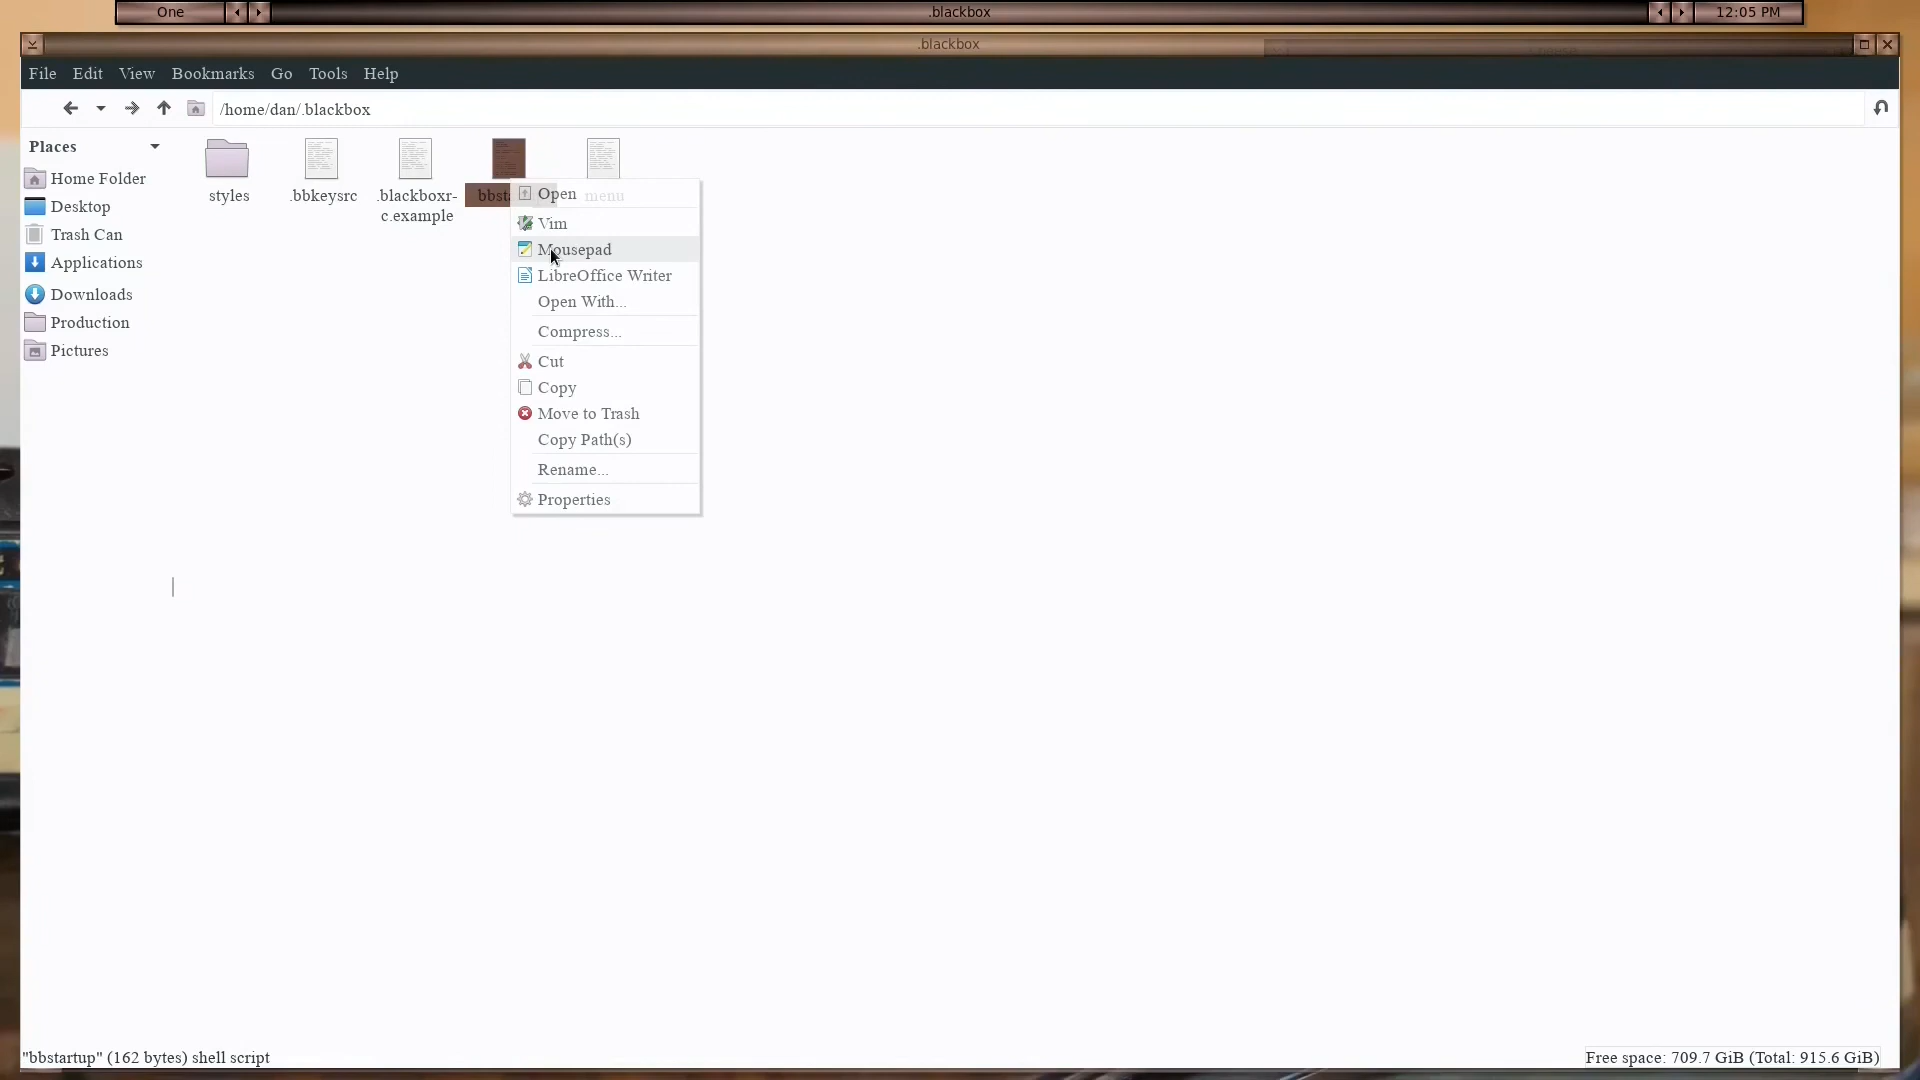 One
.blackbox
12:05 PM
.blackbox
File Edit View Bookmarks Go Tools Help
/home/dan/.blackbox
Places
Home Folder
Desktop
Trash Can
Applications
Downloads
Production
Pictures
styles
.bbkeysrc
.blackboxr-
c.example
menu
Open
Vim
Mousepad
LibreOffice Writer
Open With...
Compress...
Cut
Copy
Move to Trash
Copy Path(s)
Rename...
Properties
"bbstartup" (162 bytes) shell script
Free space: 709.7 GiB (Total: 915.6 GiB)